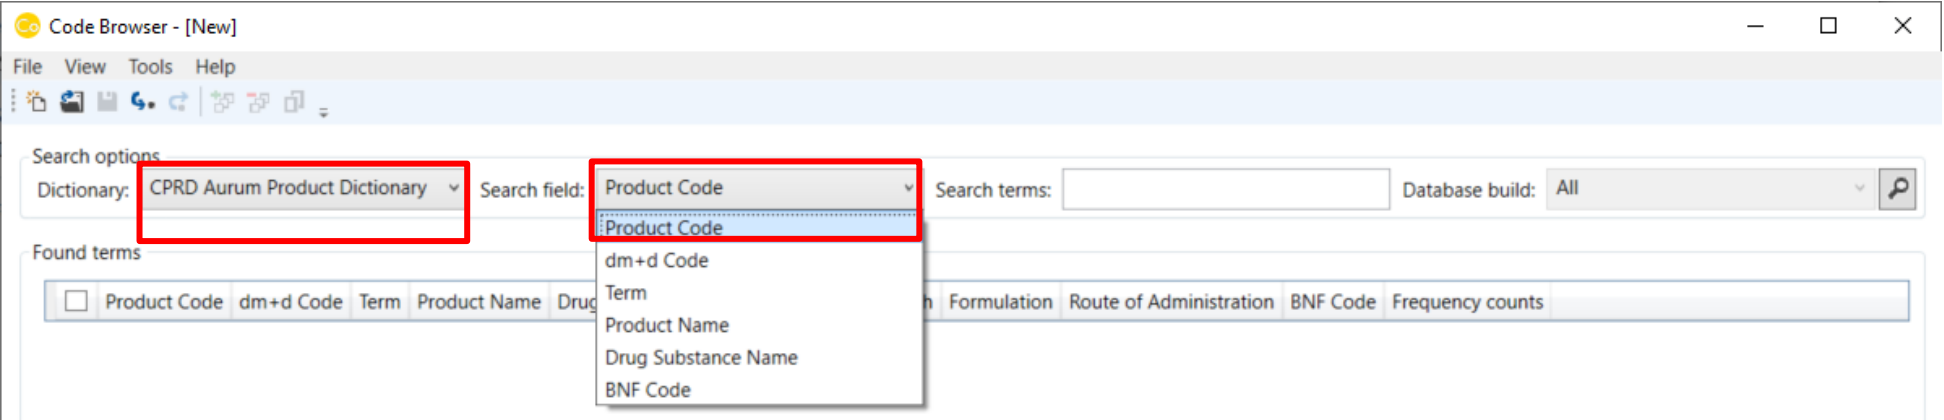 Co Code Browser - [New]
File View Tools Help
Search options
Dictionary: CPRD Aurum Product Dictionary Search field: Product Code Search terms: Database build: All
Product Code
dm+d Code
Term
Product Name
Drug Substance Name
BNF Code
Found terms
Product Code dm+d Code Term Product Name Drug h Formulation Route of Administration BNF Code Frequency counts